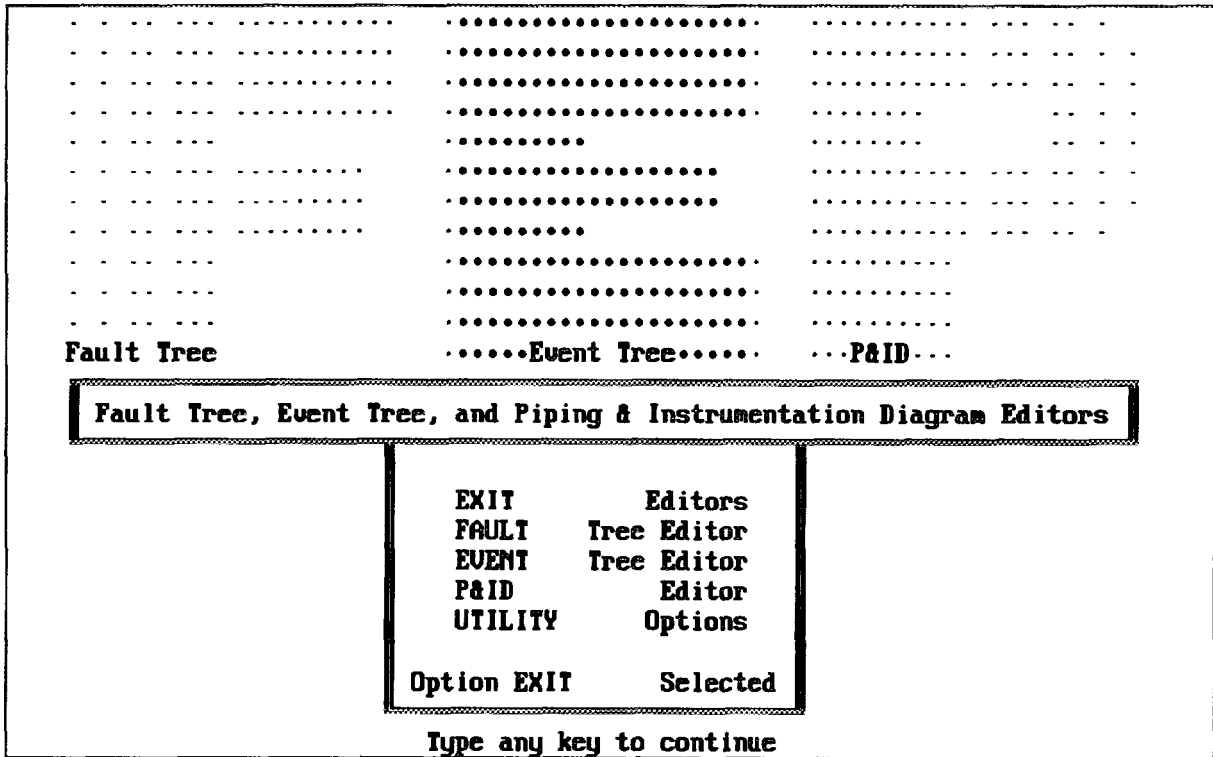 Fault Tree Event Tree P&ID
Fault Tree, Event Tree, and Piping & Instrumentation Diagram Editors
EXIT Editors
FAULT Tree Editor
EVENT Tree Editor
P&ID Editor
UTILITY Options
Option EXIT Selected
Type any key to continue